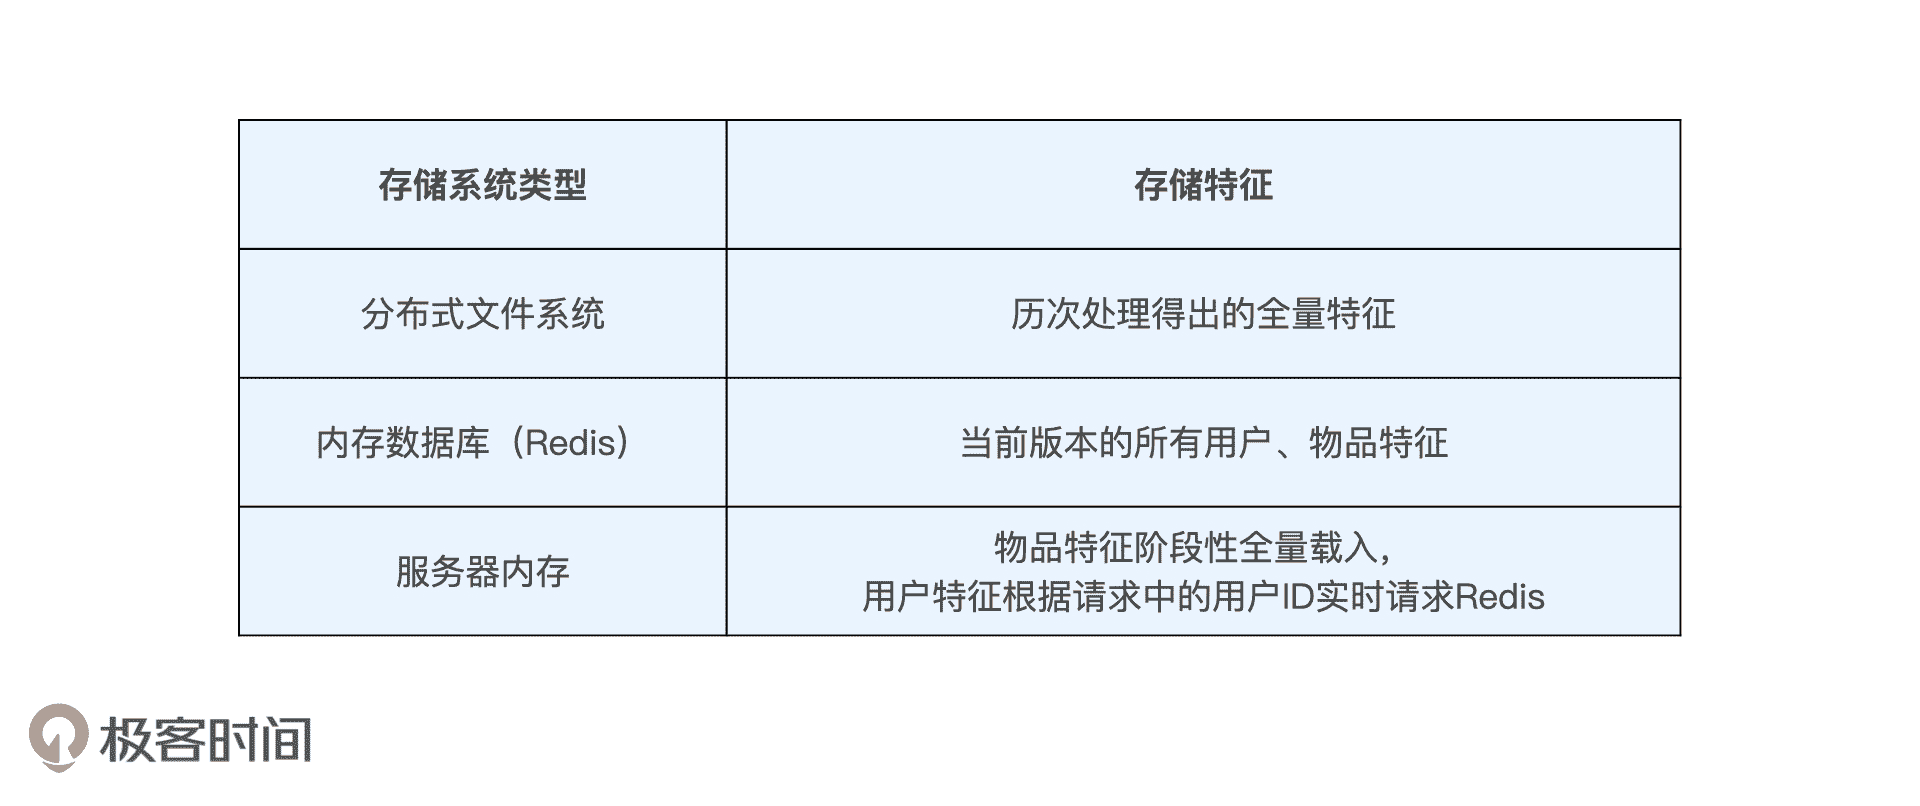 存储系统类型
存储特征
分布式文件系统
历次处理得出的全量特征
内存数据库（Redis）
当前版本的所有用户、物品特征
服务器内存
物品特征阶段性全量载入，
用户特征根据请求中的用户ID实时请求Redis
极客时间